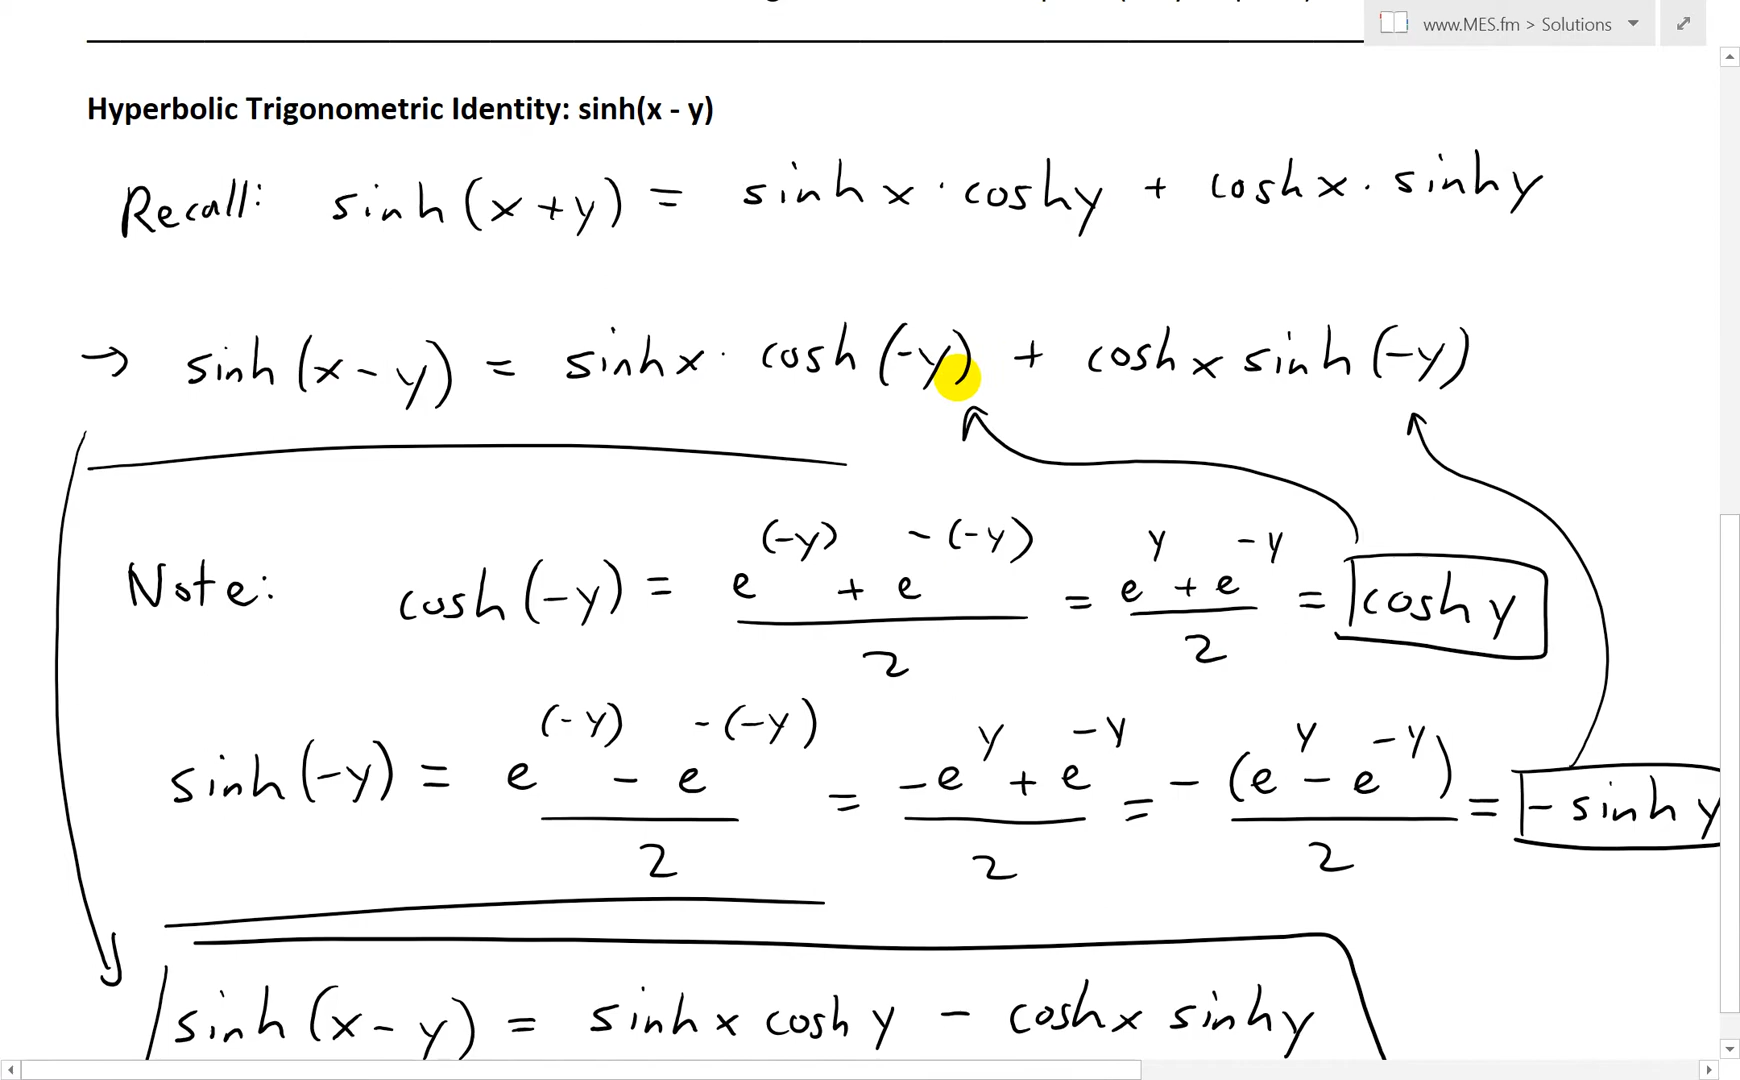 www.MES.fm > Solutions
Hyperbolic Trigonometric Identity: sinh(x - y)
Recall: sinh(x+y) = sinh x · cosh y + cosh x · sinh y
→ sinh(x - y) = sinh x · cosh(-y) + cosh x sinh(-y)
Note: cosh(-y) = (e^(-y) + e^-(-y))/2 = (e^y + e^-y)/2 = cosh y
sinh(-y) = (e^(-y) - e^-(-y))/2 = (-e^y + e^-y)/2 = -(e^y - e^-y)/2 = - sinh y
sinh(x - y) = sinh x cosh y - cosh x sinh y